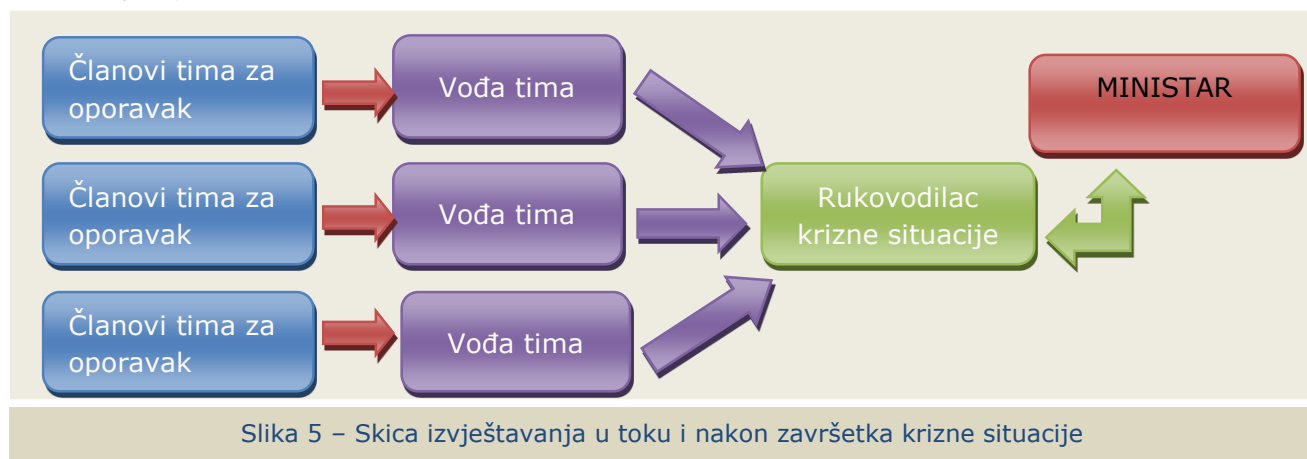 Članovi tima za
oporavak
Vođa tima
MINISTAR
Članovi tima za
oporavak
Vođa tima
Rukovodilac
krizne situacije
Članovi tima za
oporavak
Vođa tima
Slika 5 – Skica izvještavanja u toku i nakon završetka krizne situacije